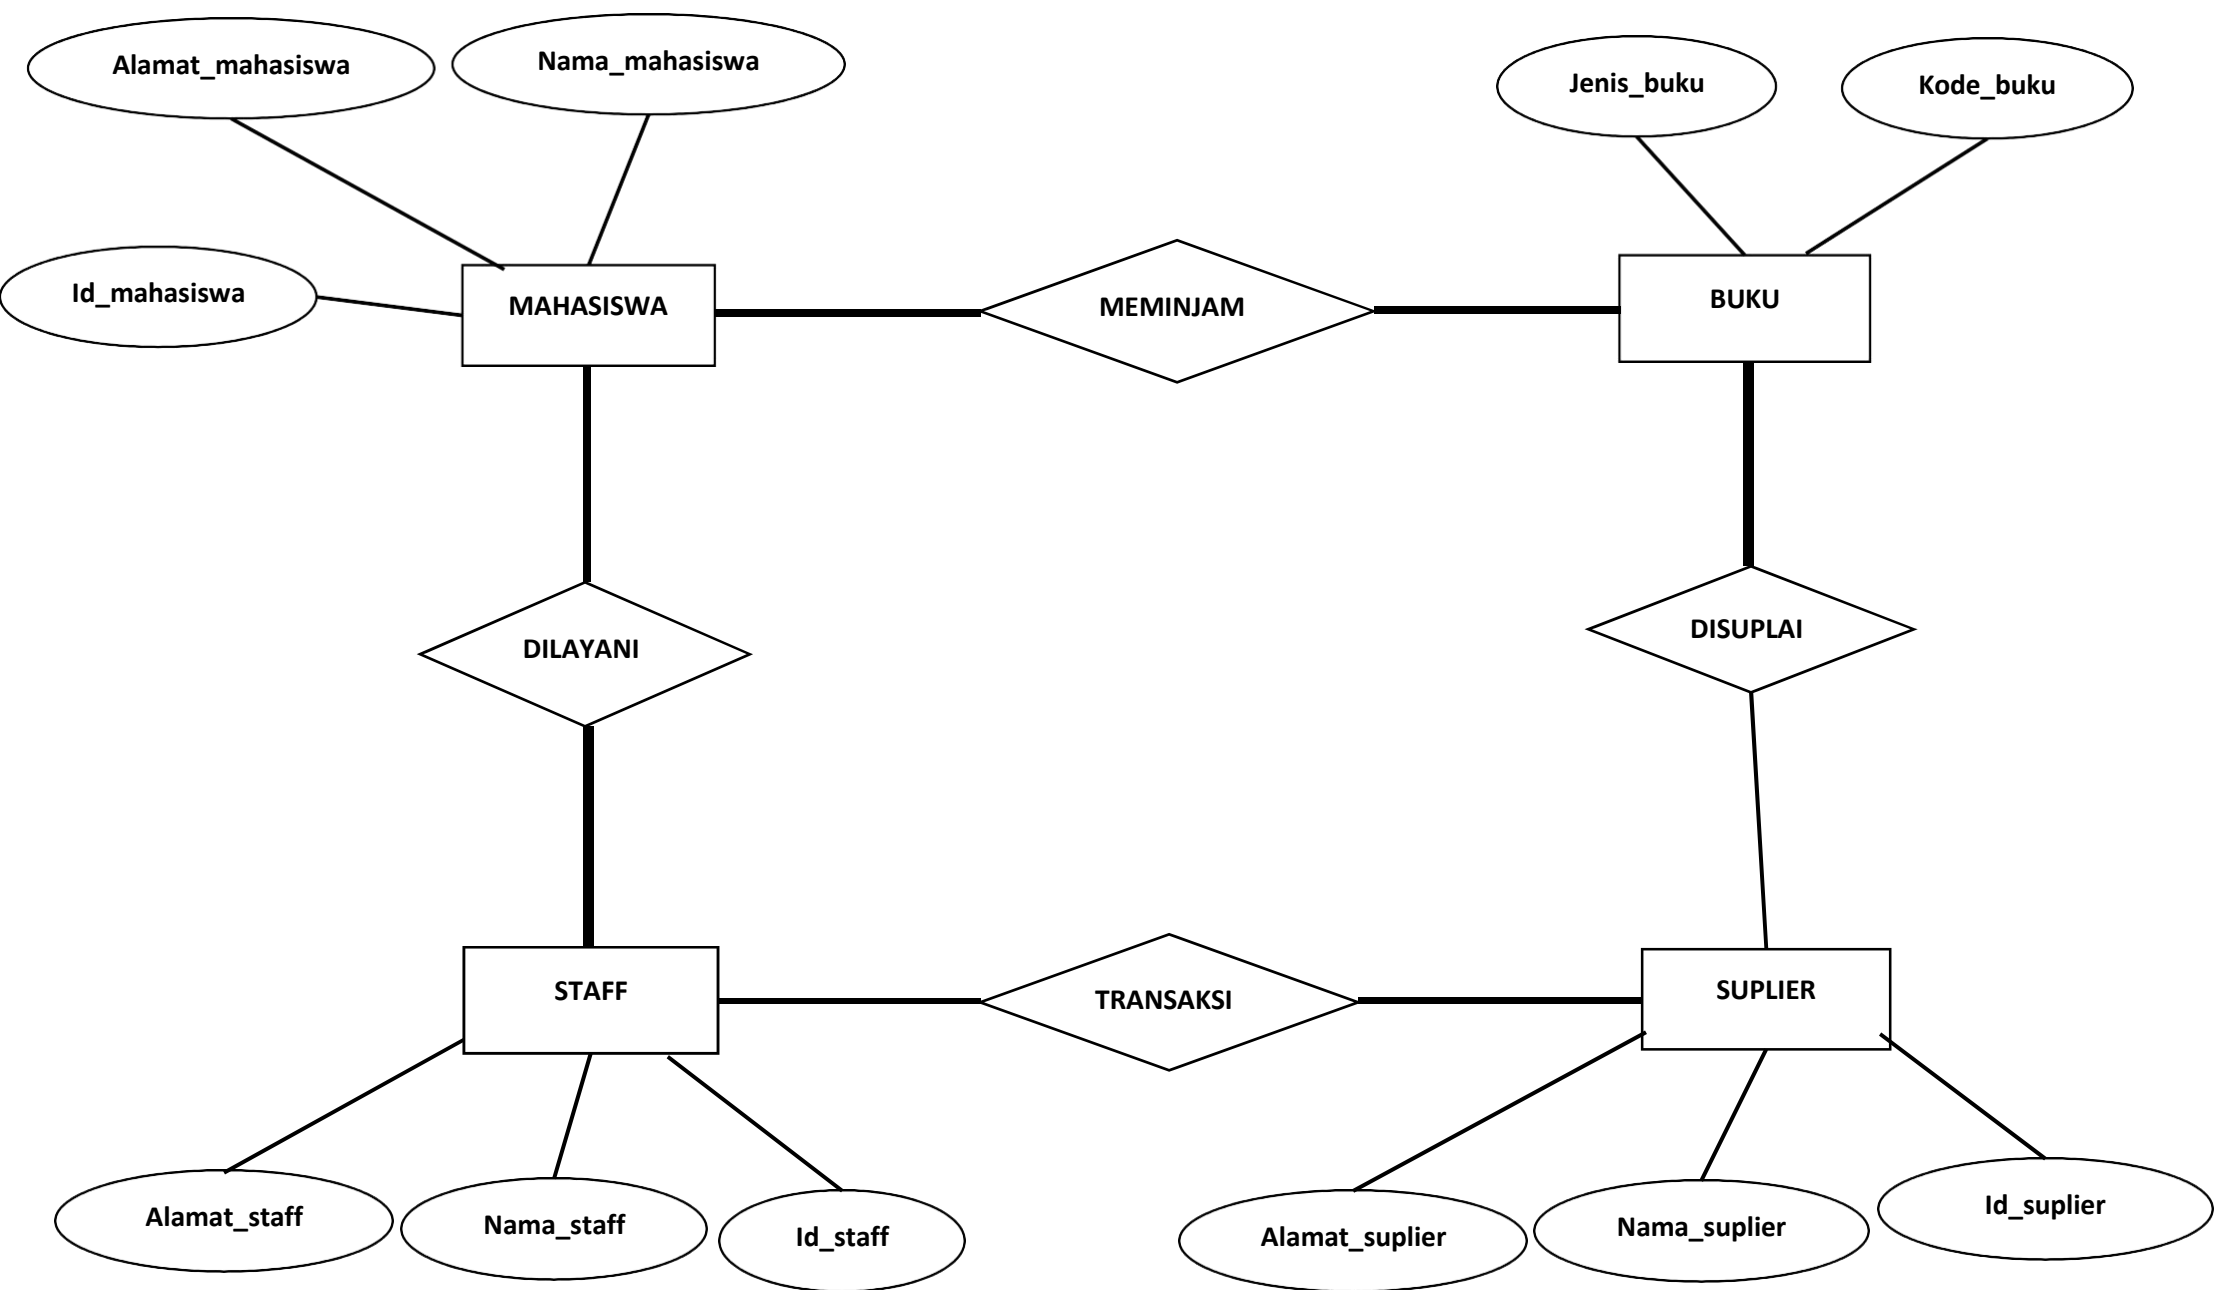 Alamat_mahasiswa
Nama_mahasiswa
Jenis_buku
Kode_buku
Id_mahasiswa
MAHASISWA
MEMINJAM
BUKU
DILAYANI
DISUPLAI
STAFF
TRANSAKSI
SUPLIER
Alamat_staff
Nama_staff
Id_staff
Alamat_suplier
Nama_suplier
Id_suplier